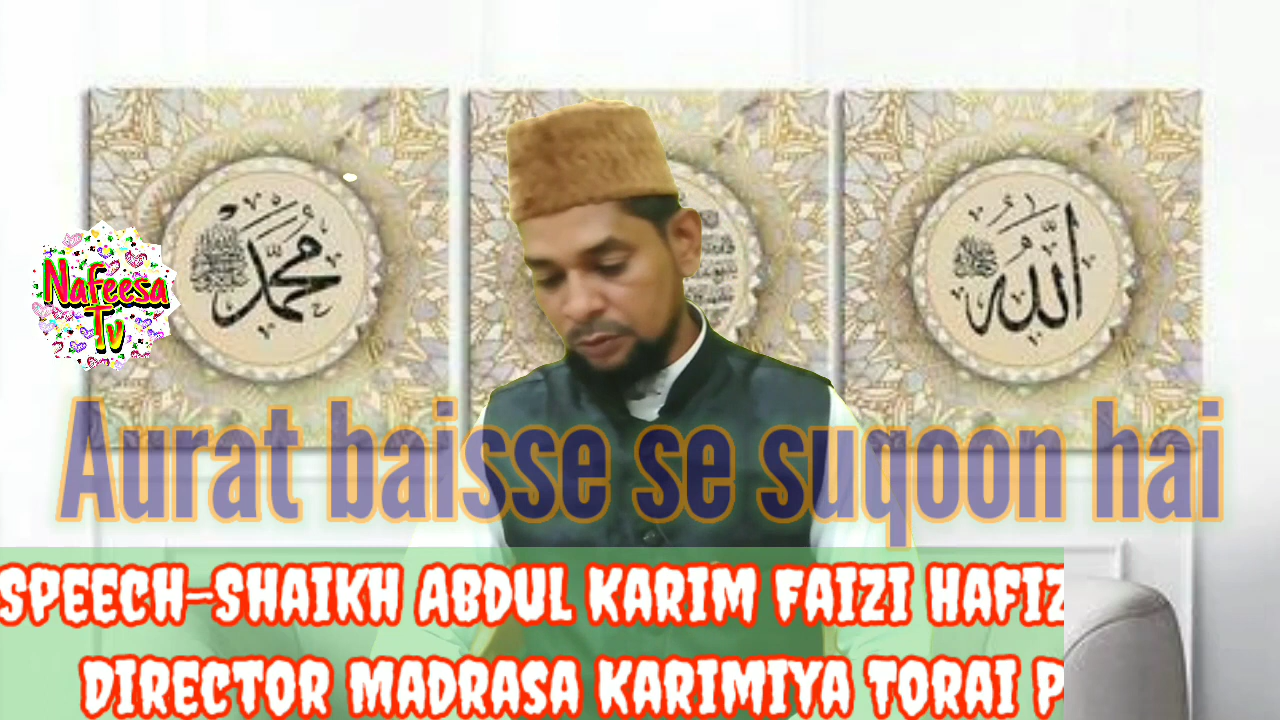 محمد
الله
Nafeesa
Tv
Aurat baisse se suqoon hai
SPEECH-SHAIKH ABDUL KARIM FAIZI HAFIZ
DIRECTOR MADRASA KARIMIYA TORAI P